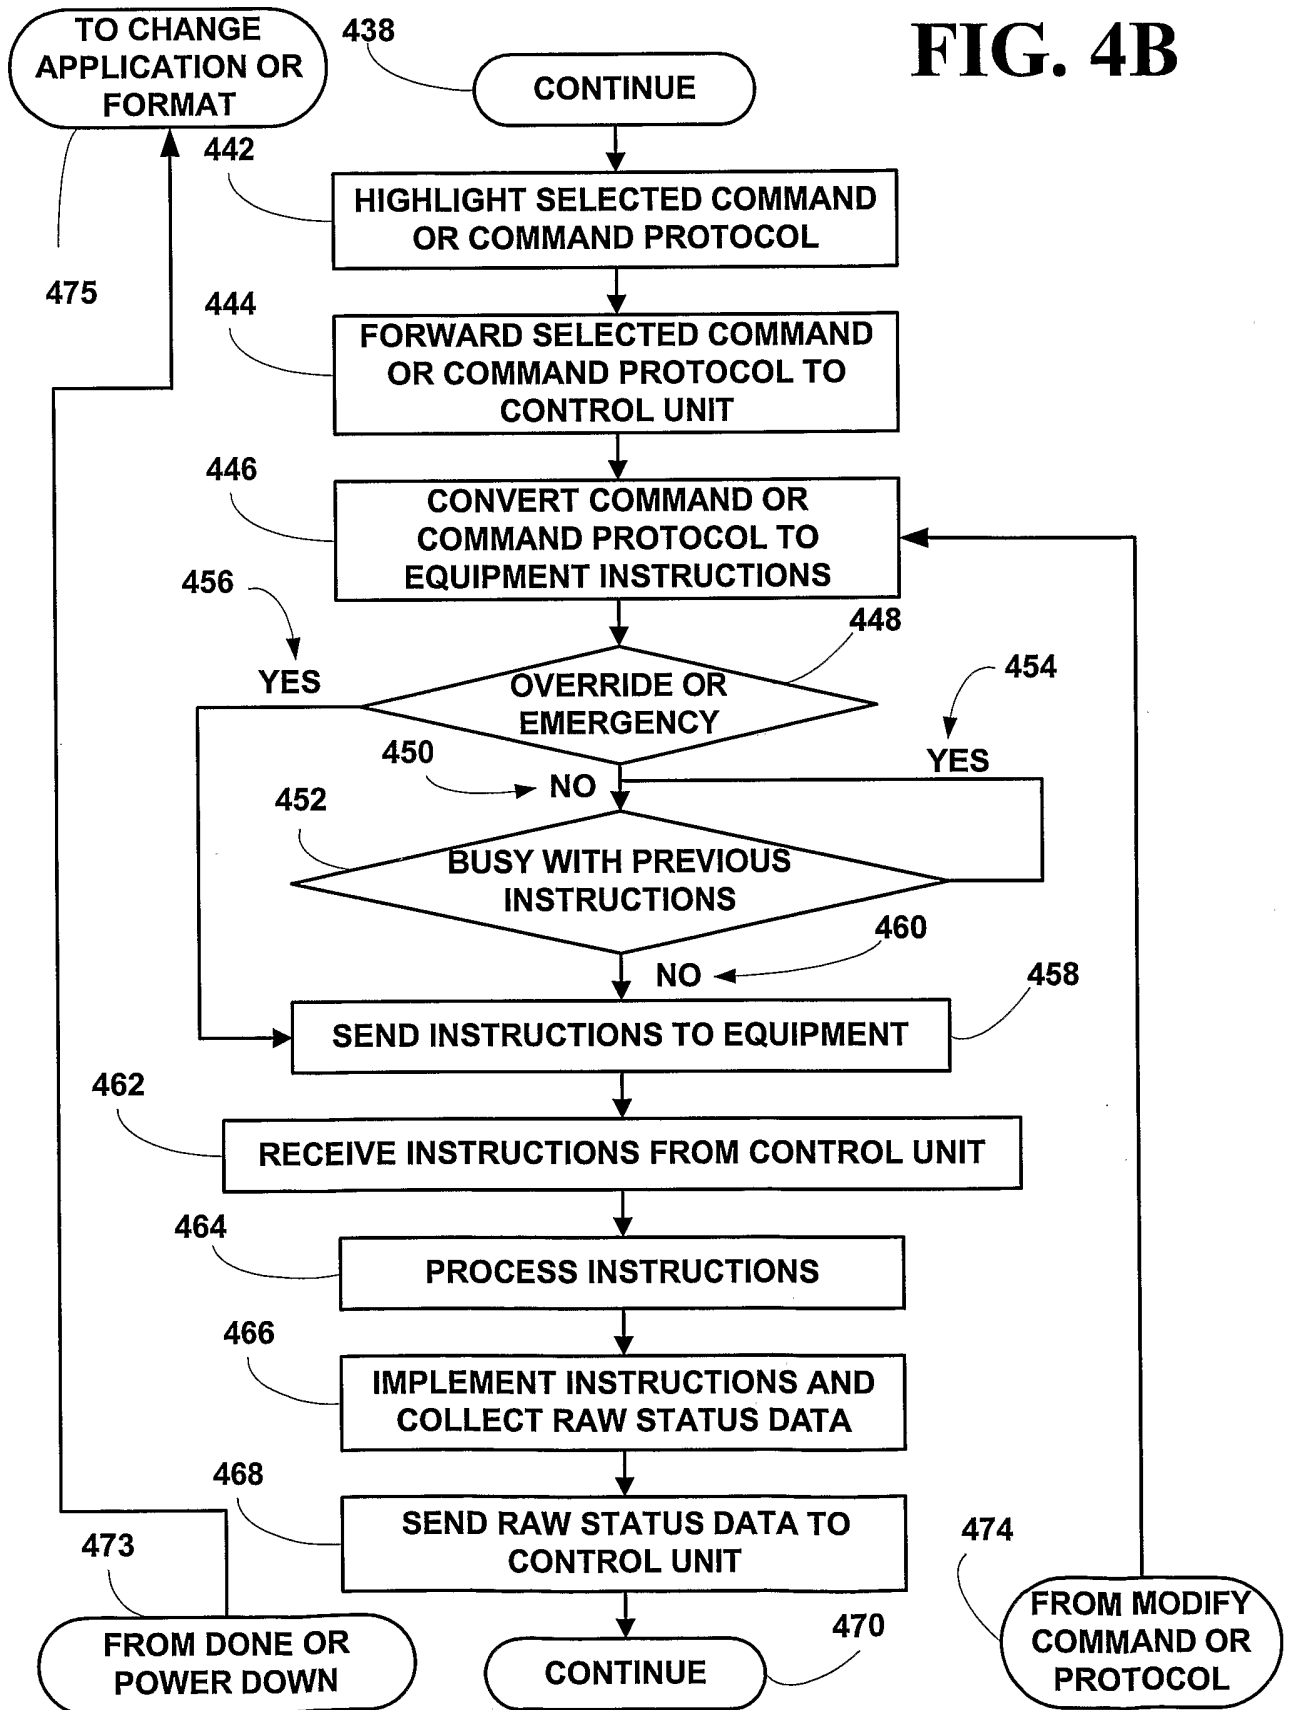 TO CHANGE
APPLICATION OR
FORMAT
438
CONTINUE
FIG. 4B
442
HIGHLIGHT SELECTED COMMAND
OR COMMAND PROTOCOL
475
444
FORWARD SELECTED COMMAND
OR COMMAND PROTOCOL TO
CONTROL UNIT
446
CONVERT COMMAND OR
COMMAND PROTOCOL TO
EQUIPMENT INSTRUCTIONS
456
YES
448
OVERRIDE OR
EMERGENCY
454
YES
450
NO
452
BUSY WITH PREVIOUS
INSTRUCTIONS
460
NO
458
SEND INSTRUCTIONS TO EQUIPMENT
462
RECEIVE INSTRUCTIONS FROM CONTROL UNIT
464
PROCESS INSTRUCTIONS
466
IMPLEMENT INSTRUCTIONS AND
COLLECT RAW STATUS DATA
468
SEND RAW STATUS DATA TO
CONTROL UNIT
473
FROM DONE OR
POWER DOWN
470
CONTINUE
474
FROM MODIFY
COMMAND OR
PROTOCOL